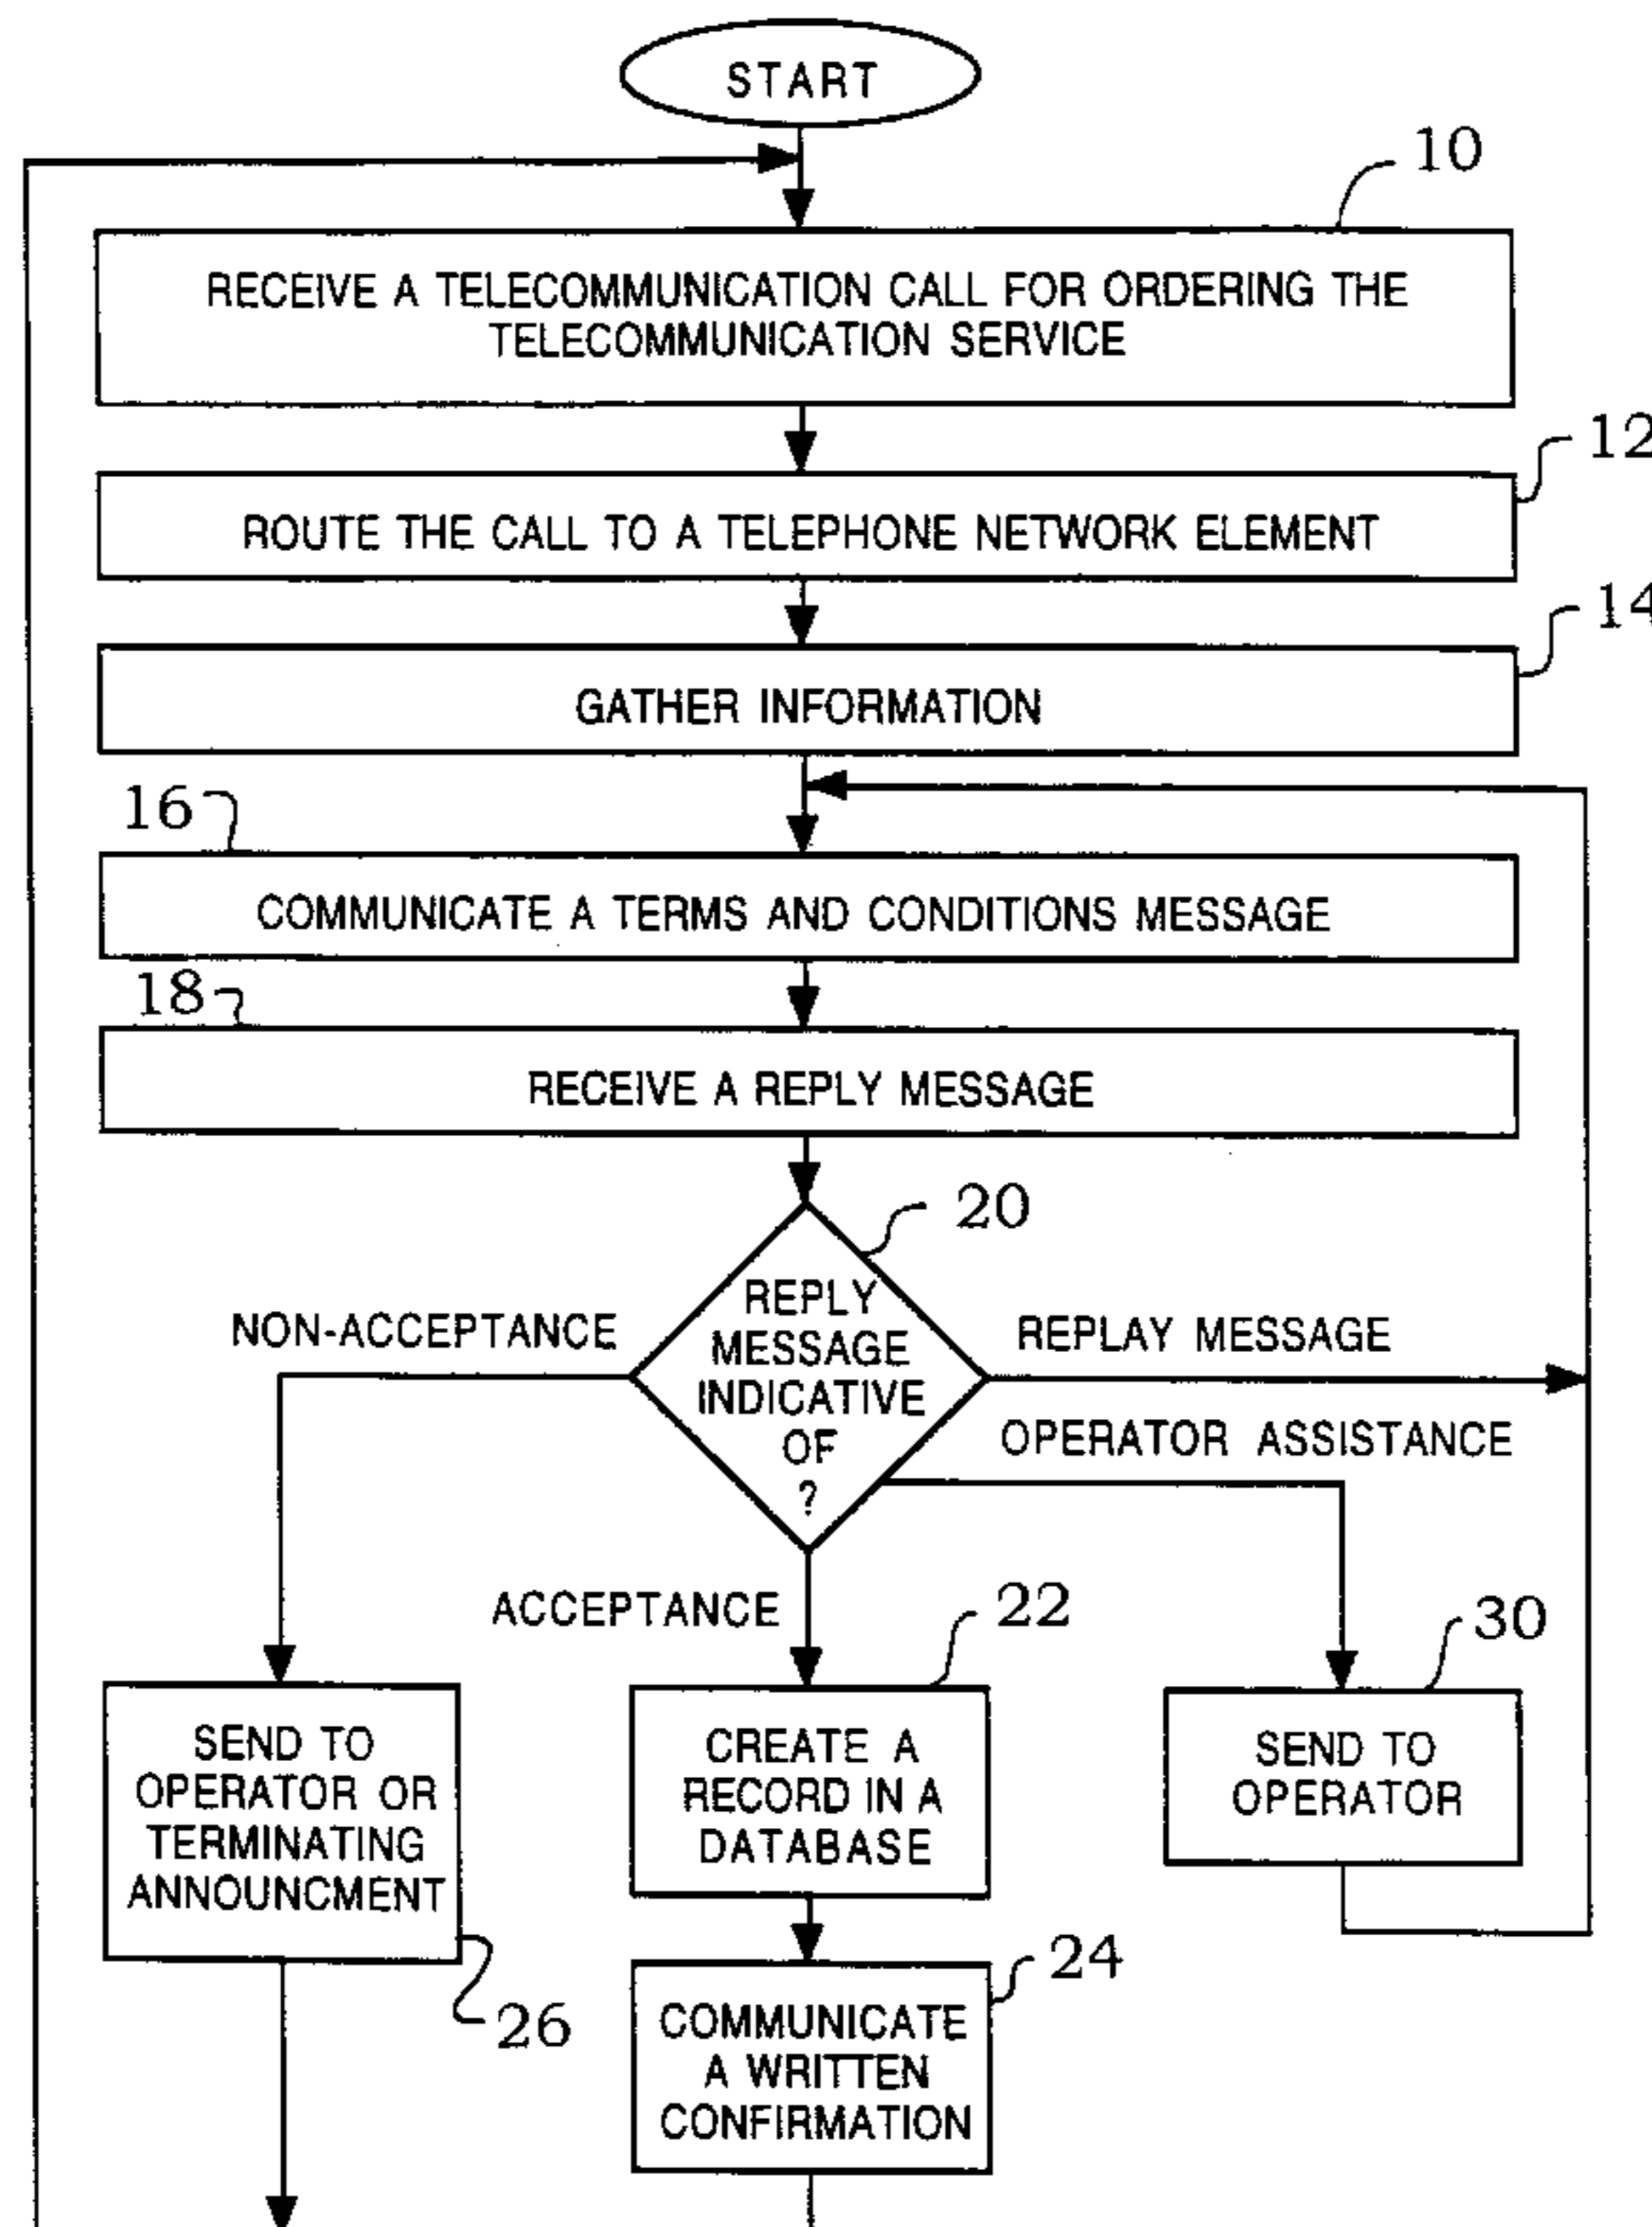 START
10
RECEIVE A TELECOMMUNICATION CALL FOR ORDERING THE
TELECOMMUNICATION SERVICE
12
ROUTE THE CALL TO A TELEPHONE NETWORK ELEMENT
14
GATHER INFORMATION
16
COMMUNICATE A TERMS AND CONDITIONS MESSAGE
18
RECEIVE A REPLY MESSAGE
20
REPLY
MESSAGE
INDICATIVE
OF
?
NON-ACCEPTANCE
REPLAY MESSAGE
OPERATOR ASSISTANCE
ACCEPTANCE
22
30
SEND TO
OPERATOR OR
TERMINATING
ANNOUNCMENT
26
CREATE A
RECORD IN A
DATABASE
SEND TO
OPERATOR
24
COMMUNICATE
A WRITTEN
CONFIRMATION